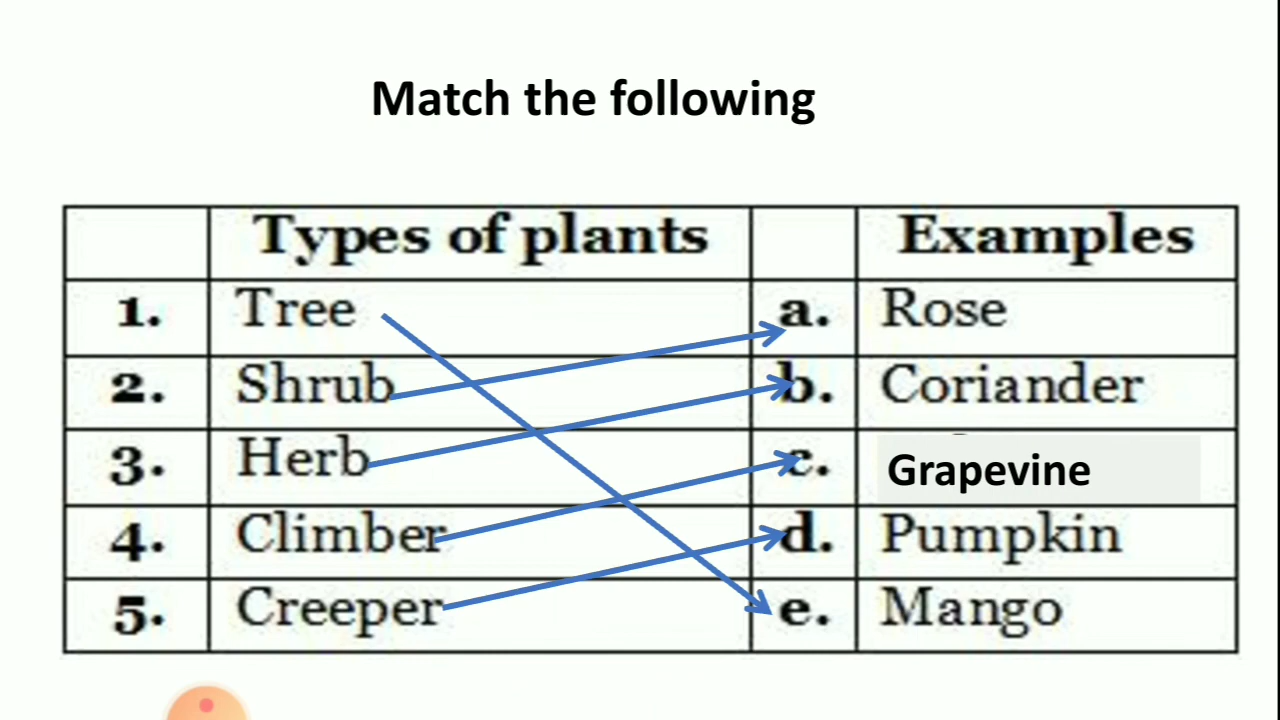 Match the following
Types of plants Examples
1. Tree a. Rose
2. Shrub b. Coriander
3. Herb c. Grapevine
4. Climber d. Pumpkin
5. Creeper e. Mango